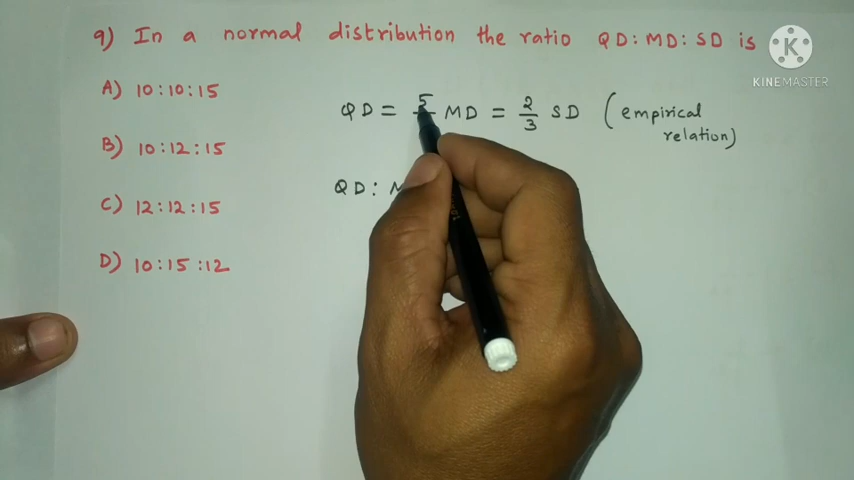 9) In a normal distribution the ratio QD: MD: SD is
A) 10:10:15
B) 10:12:15
C) 12:12:15
D) 10:15:12
QD = 5 MD = 2/3 SD (empirical
relation)
QD: M
K
KINEMASTER